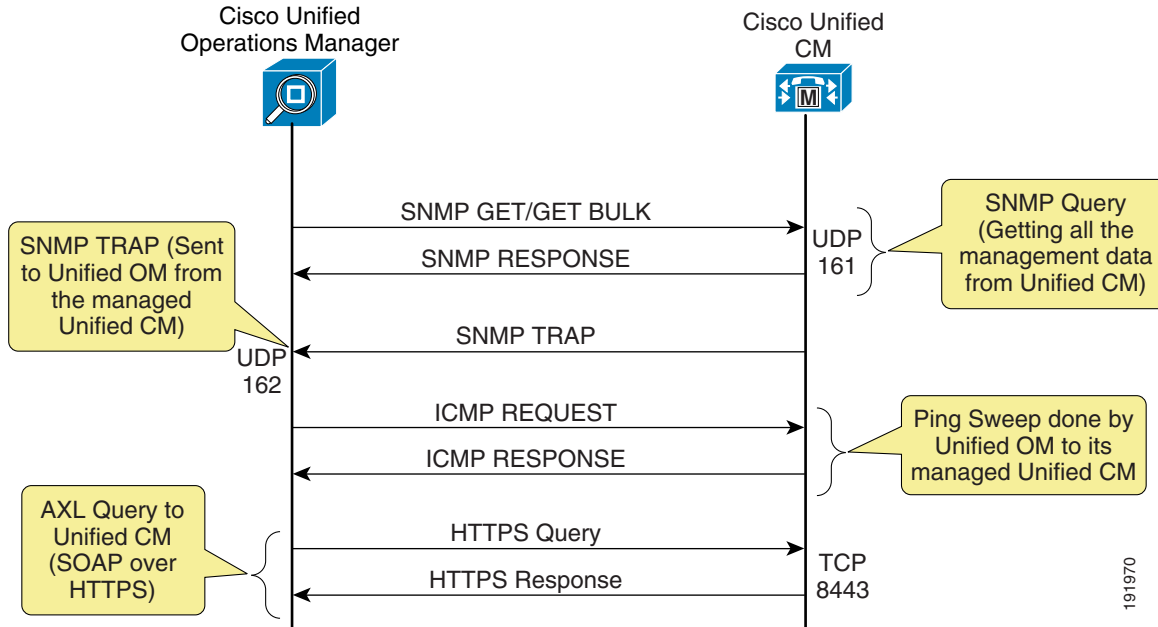 Cisco Unified
Operations Manager
Cisco Unified
CM
M
SNMP GET/GET BULK
SNMP RESPONSE
UDP
161
SNMP Query
(Getting all the
management data
from Unified CM)
SNMP TRAP (Sent
to Unified OM from
the managed
Unified CM)
SNMP TRAP
UDP
162
ICMP REQUEST
ICMP RESPONSE
Ping Sweep done by
Unified OM to its
managed Unified CM
AXL Query to
Unified CM
(SOAP over
HTTPS)
HTTPS Query
HTTPS Response
TCP
8443
191970